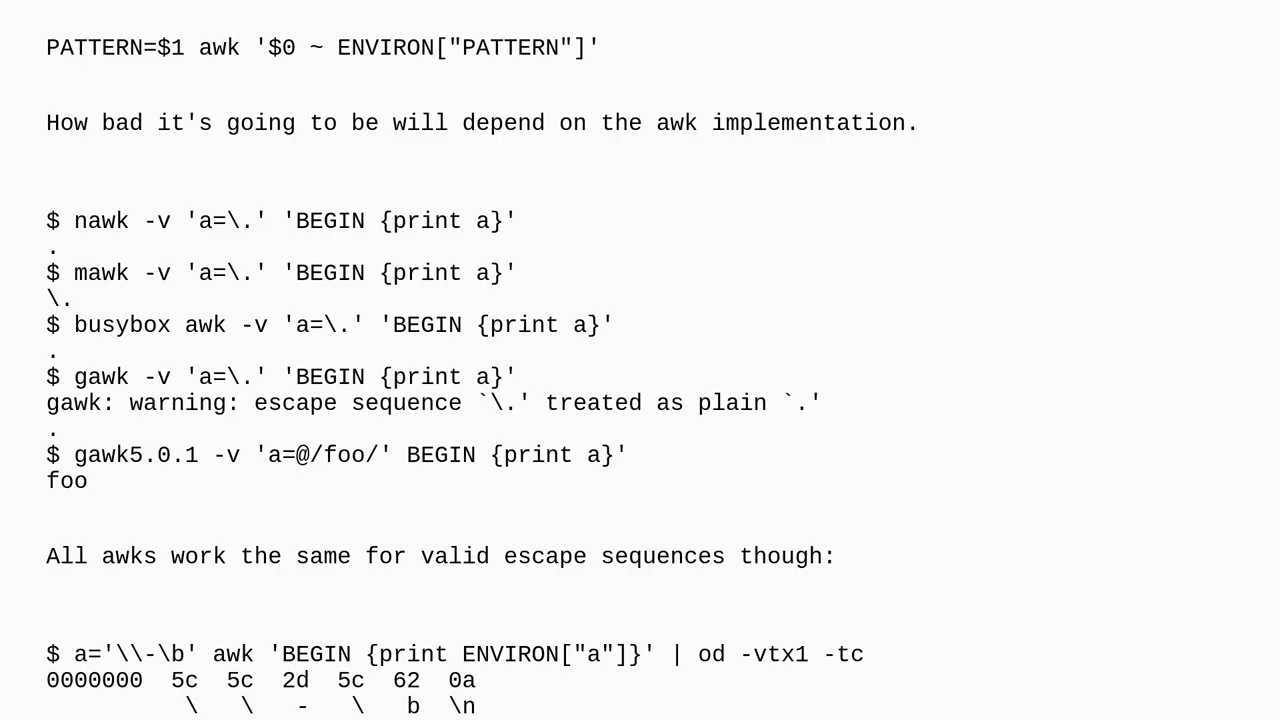 PATTERN=$1 awk '$0 ~ ENVIRON["PATTERN"]'
How bad it's going to be will depend on the awk implementation.
$ nawk -v 'a=\.' 'BEGIN {print a}'
.
$ mawk -v 'a=\.' 'BEGIN {print a}'
\.
$ busybox awk -v 'a=\.' 'BEGIN {print a}'
.
$ gawk -v 'a=\.' 'BEGIN {print a}'
gawk: warning: escape sequence `\.' treated as plain `.'
.
$ gawk5.0.1 -v 'a=@/foo/' BEGIN {print a}'
foo
All awks work the same for valid escape sequences though:
$ a='\\-\b' awk 'BEGIN {print ENVIRON["a"]}' | od -vtx1 -tc
0000000  5c  5c  2d  5c  62  0a
          \   \   -   \   b  \n